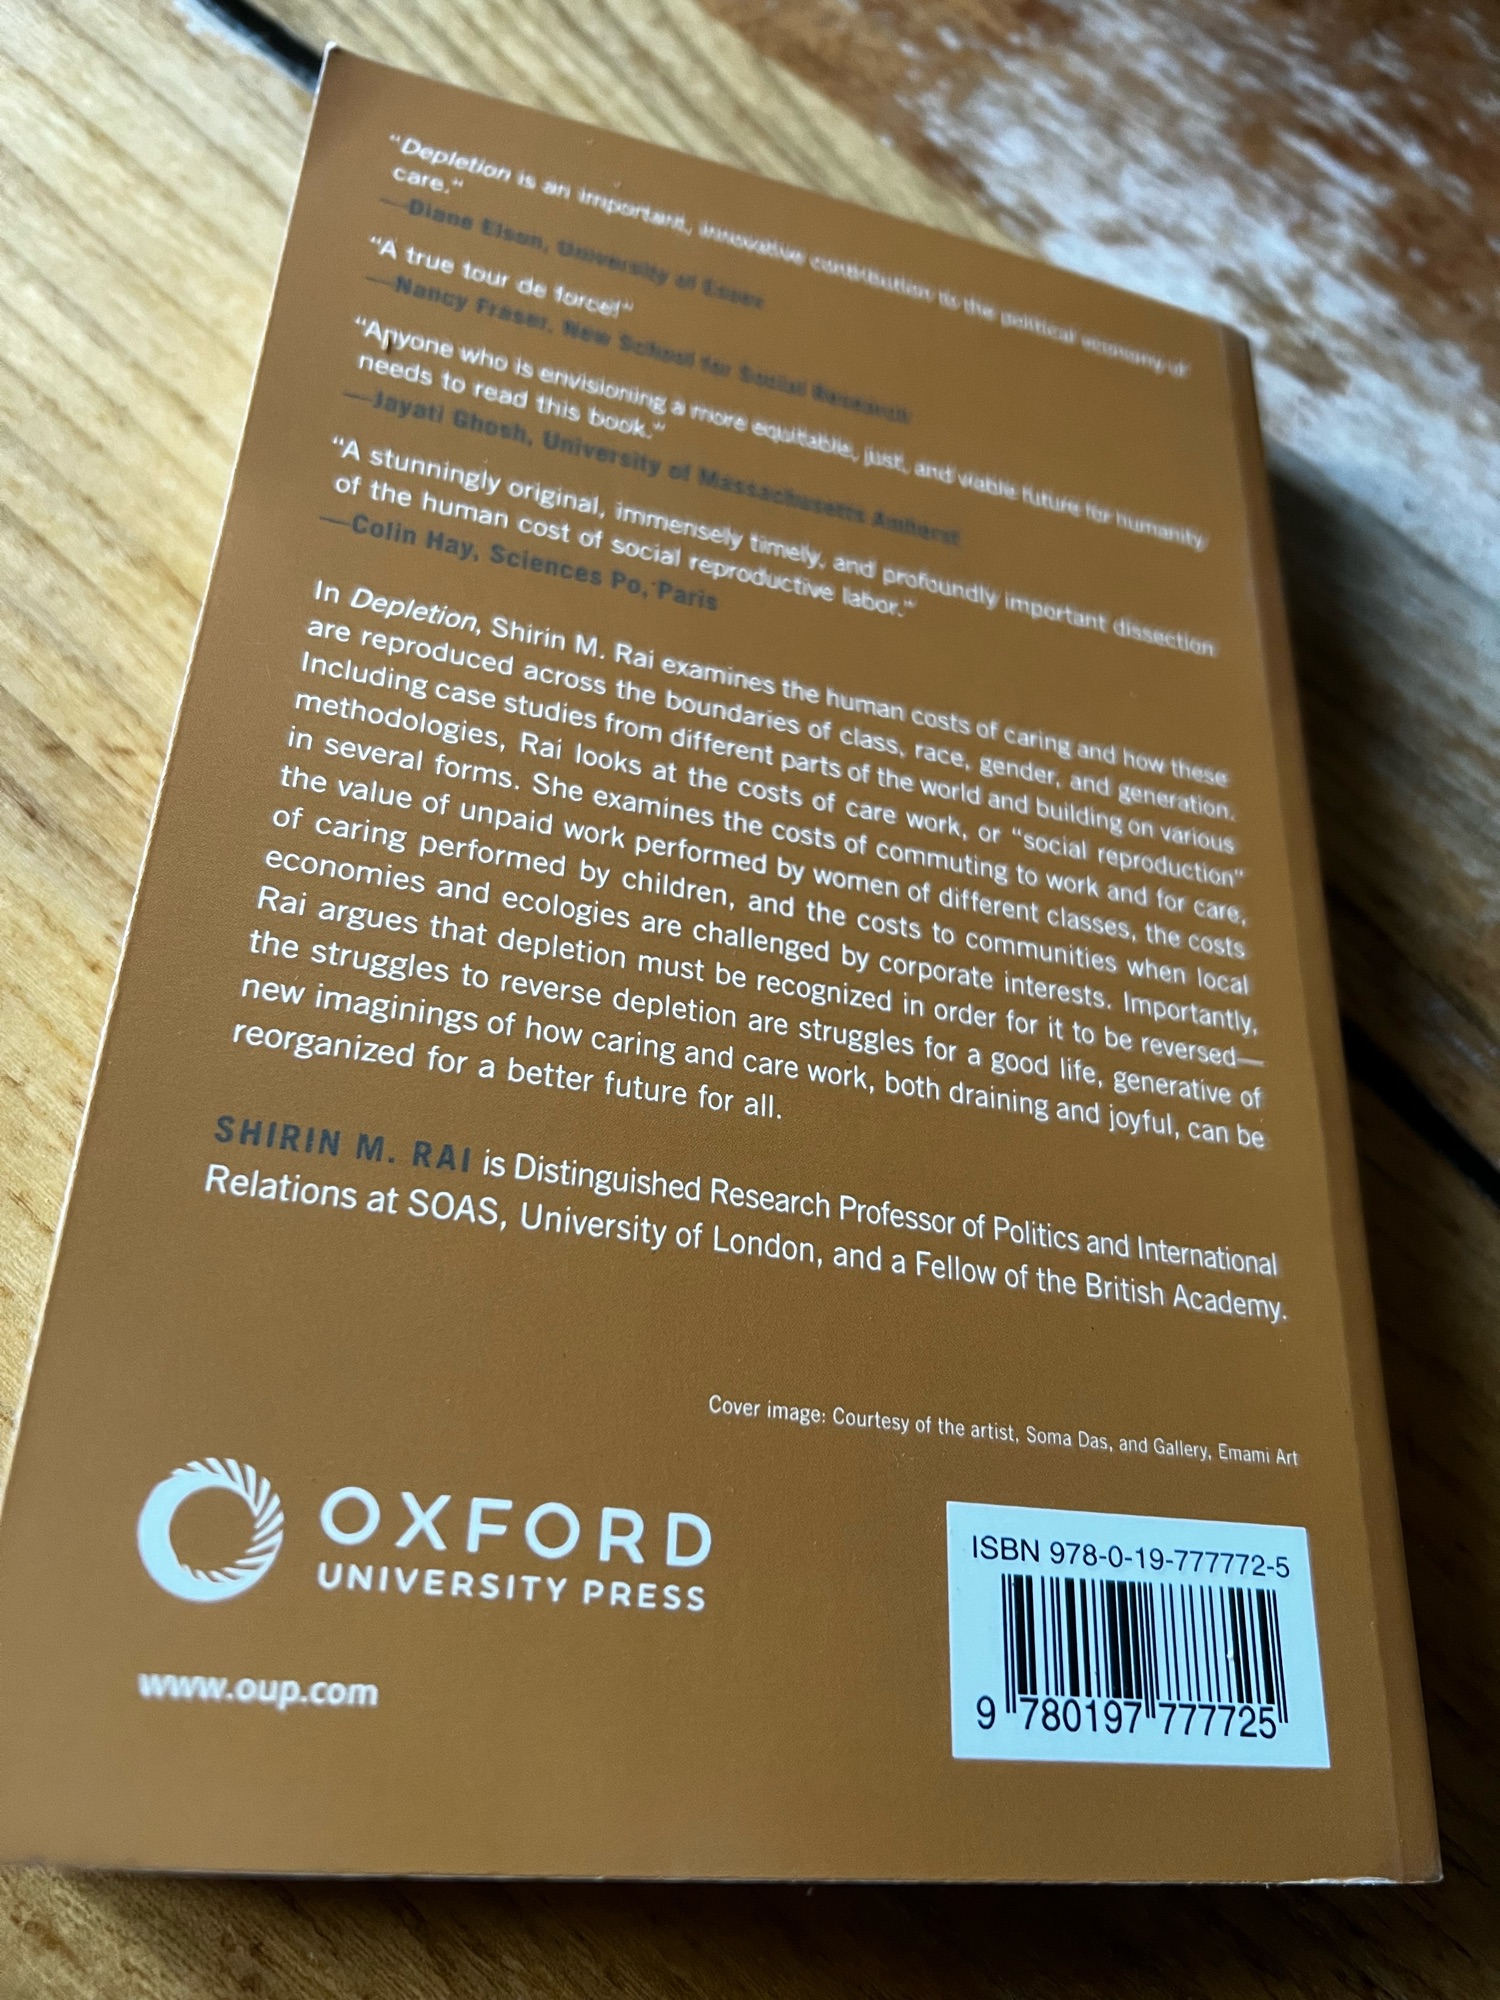 “Depletion is an important, innovative contribution to the political economy of
care.”
—Diane Elson, University of Essex
“A true tour de force!”
—Nancy Fraser, New School for Social Research
“Anyone who is envisioning a more equitable, just, and viable future for humanity
needs to read this book.”
—Jayati Ghosh, University of Massachusetts Amherst
“A stunningly original, immensely timely, and profoundly important dissection
of the human cost of social reproductive labor.”
—Colin Hay, Sciences Po, Paris
In Depletion, Shirin M. Rai examines the human costs of caring and how these
are reproduced across the boundaries of class, race, gender, and generation.
Including case studies from different parts of the world and building on various
methodologies, Rai looks at the costs of care work, or “social reproduction”
in several forms. She examines the costs of commuting to work and for care,
the value of unpaid work performed by women of different classes, the costs
of caring performed by children, and the costs to communities when local
economies and ecologies are challenged by corporate interests. Importantly,
Rai argues that depletion must be recognized in order for it to be reversed—
the struggles to reverse depletion are struggles for a good life, generative of
new imaginings of how caring and care work, both draining and joyful, can be
reorganized for a better future for all.
SHIRIN M. RAI is Distinguished Research Professor of Politics and International
Relations at SOAS, University of London, and a Fellow of the British Academy.
Cover image: Courtesy of the artist, Soma Das, and Gallery, Emami Art
OXFORD
UNIVERSITY PRESS
www.oup.com
ISBN 978-0-19-777772-5
9 780197 777725